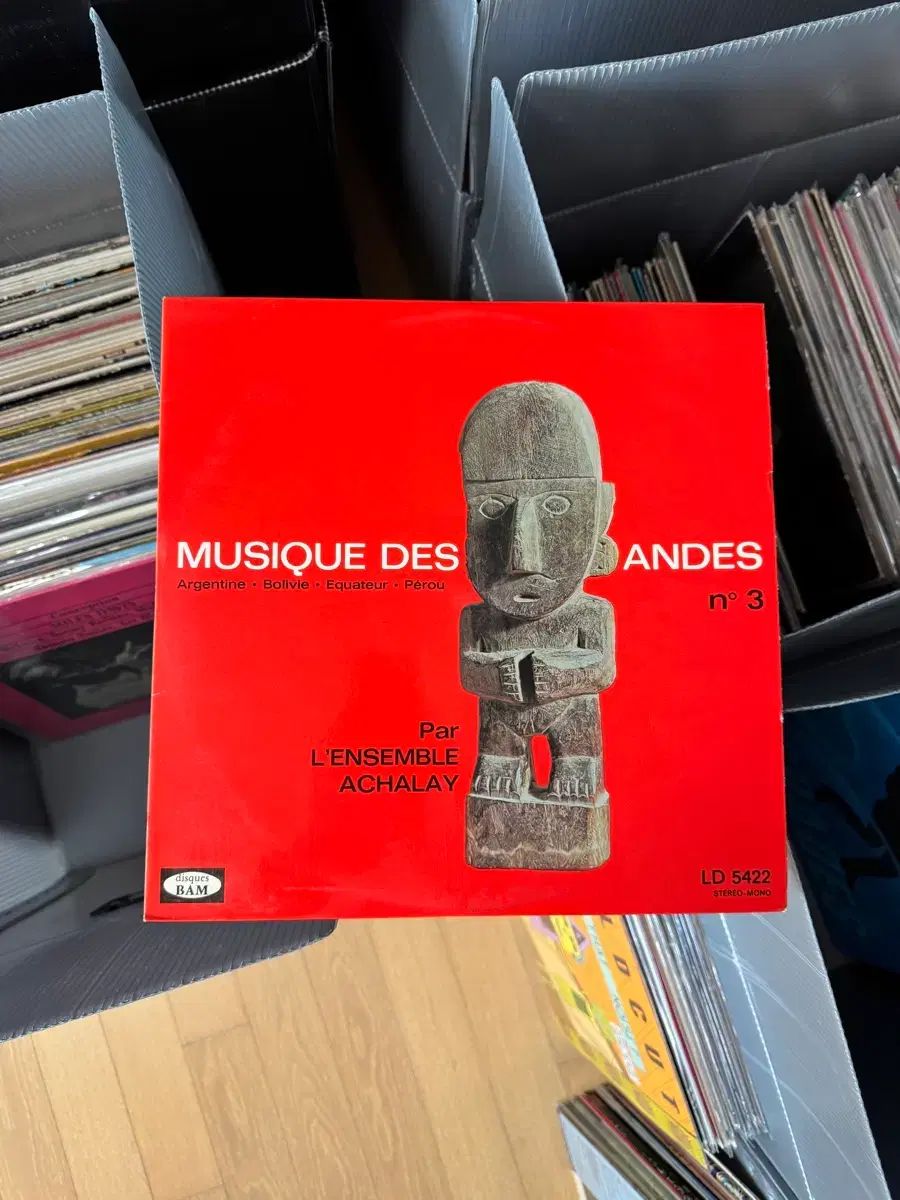 MUSIQUE DES ANDES
Argentine • Bolivie • Equateur • Pérou
n° 3
Par
L'ENSEMBLE
ACHALAY
disques
BAM
LD 5422
STEREO-MONO